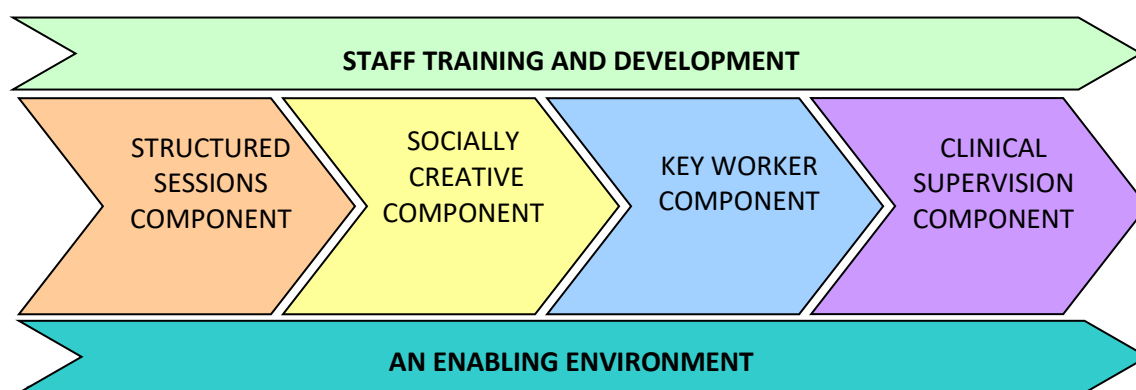 STAFF TRAINING AND DEVELOPMENT
STRUCTURED
SESSIONS
COMPONENT
SOCIALLY
CREATIVE
COMPONENT
KEY WORKER
COMPONENT
CLINICAL
SUPERVISION
COMPONENT
AN ENABLING ENVIRONMENT